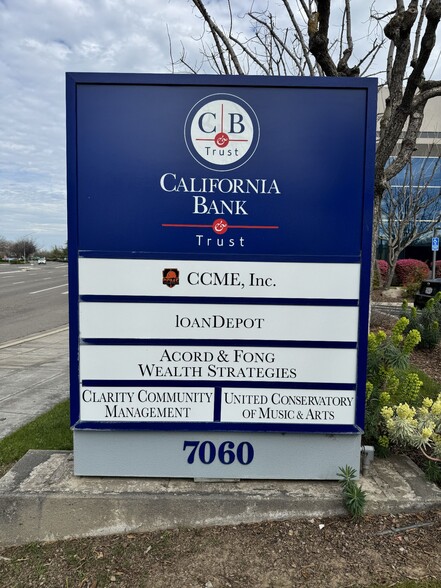 C B
&
Trust
CALIFORNIA
BANK
&
Trust
CCME, INC.
LOANDEPOT
ACORD & FONG
WEALTH STRATEGIES
CLARITY COMMUNITY
MANAGEMENT
UNITED CONSERVATORY
OF MUSIC & ARTS
7060